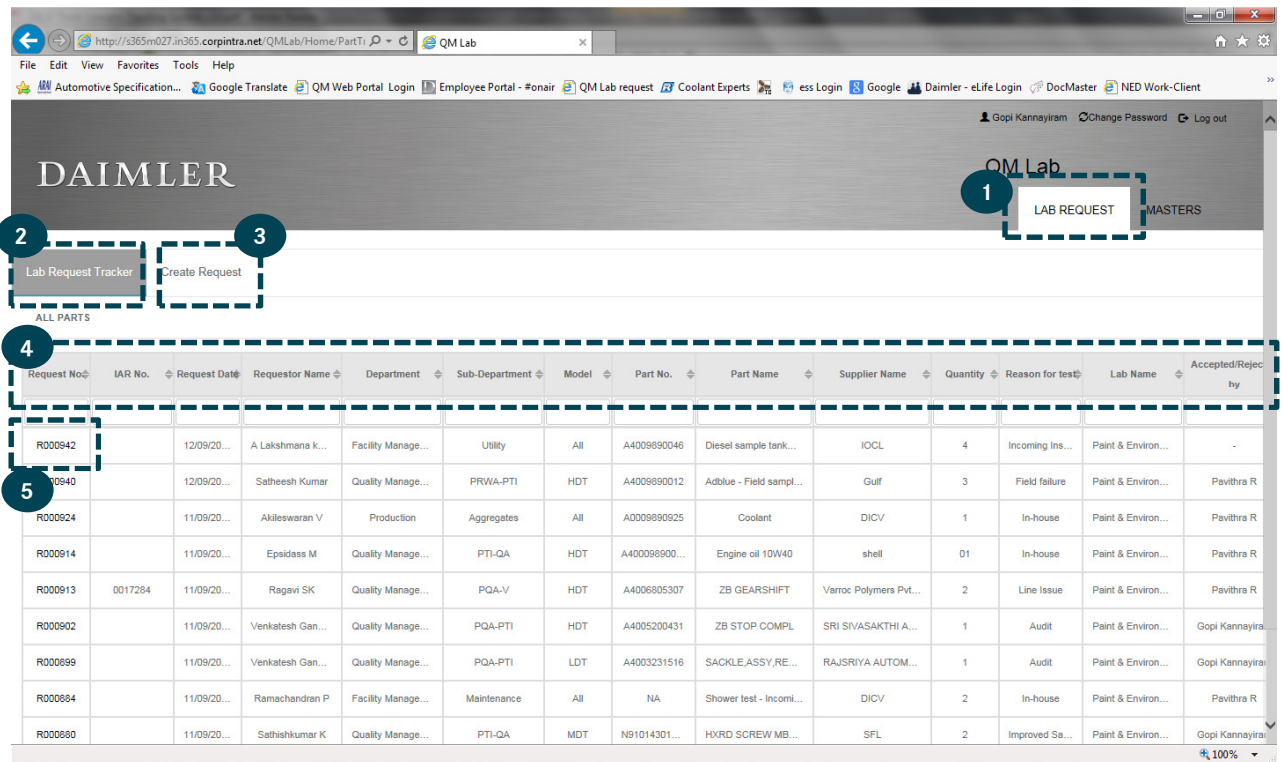 http://s365m027.in365.corpintra.net/QMLab/Home/PartTr
QM Lab
File Edit View Favorites Tools Help
Automotive Specification... Google Translate QM Web Portal Login Employee Portal - #onair QM Lab request Coolant Experts ess Login Google Daimler - eLife Login DocMaster NED Work-Client
Gopi Kannayiram Change Password Log out
DAIMLER
QM Lab
1
LAB REQUEST MASTERS
2 3
Lab Request Tracker Create Request
ALL PARTS
4
Request No. IAR No. Request Date Requestor Name Department Sub-Department Model Part No. Part Name Supplier Name Quantity Reason for test Lab Name Accepted/Rejec
by
R000942 12/09/20... A Lakshmana k... Facility Manage... Utility All A4009890046 Diesel sample tank... IOCL 4 Incoming Ins... Paint & Environ... -
5
00940 12/09/20... Satheesh Kumar Quality Manage... PRWA-PTI HDT A4009890012 Adblue - Field sampl... Gulf 3 Field failure Paint & Environ... Pavithra R
R000924 11/09/20... Akileswaran V Production Aggregates All A0009890925 Coolant DICV 1 In-house Paint & Environ... Pavithra R
R000914 11/09/20... Epsidass M Quality Manage... PTI-QA HDT A400098900... Engine oil 10W40 shell 01 In-house Paint & Environ... Pavithra R
R000913 0017284 11/09/20... Ragavi SK Quality Manage... PQA-V HDT A4006805307 ZB GEARSHIFT Varroc Polymers Pvt... 2 Line Issue Paint & Environ... Pavithra R
R000902 11/09/20... Venkatesh Gan... Quality Manage... PQA-PTI HDT A4005200431 ZB STOP COMPL SRI SIVASAKTHI A... 1 Audit Paint & Environ... Gopi Kannayira
R000899 11/09/20... Venkatesh Gan... Quality Manage... PQA-PTI LDT A4003231516 SACKLE,ASSY,RE... RAJSRIYA AUTOM... 1 Audit Paint & Environ... Gopi Kannayira
R000884 11/09/20... Ramachandran P Facility Manage... Maintenance All NA Shower test - Incomi... DICV 2 In-house Paint & Environ... Pavithra R
R000880 11/09/20... Sathishkumar K Quality Manage... PTI-QA MDT N91014301... HXRD SCREW MB... SFL 2 Improved Sa... Paint & Environ... Gopi Kannayira
100%